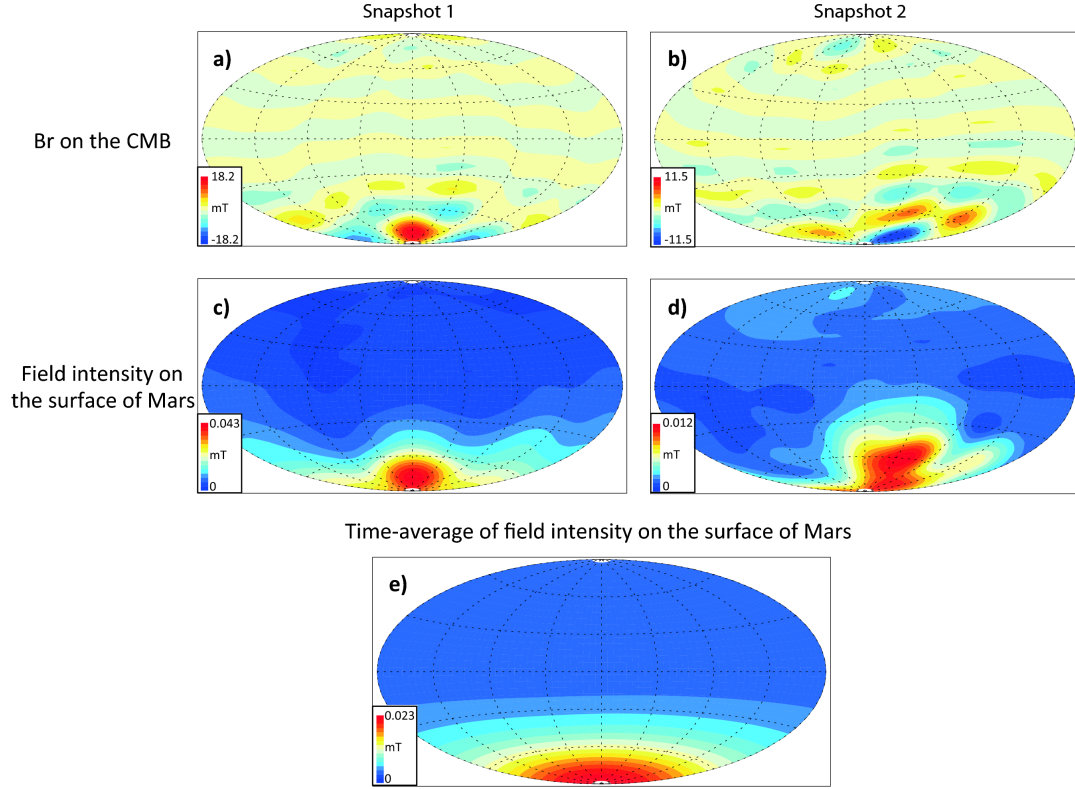 Snapshot 1
Snapshot 2
a)
b)
Br on the CMB
18.2
mT
-18.2
11.5
mT
-11.5
c)
d)
Field intensity on
the surface of Mars
0.043
mT
0
0.012
mT
0
Time-average of field intensity on the surface of Mars
e)
0.023
mT
0